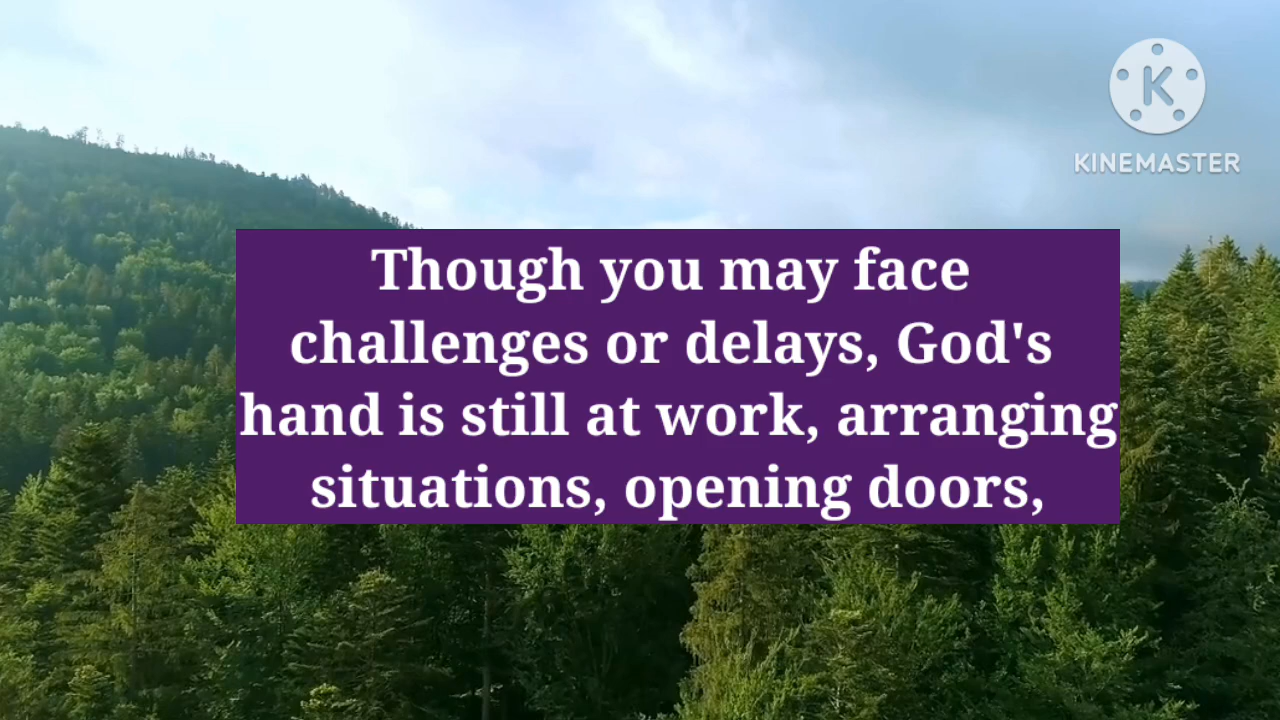 KINEMASTER
Though you may face
challenges or delays, God's
hand is still at work, arranging
situations, opening doors,